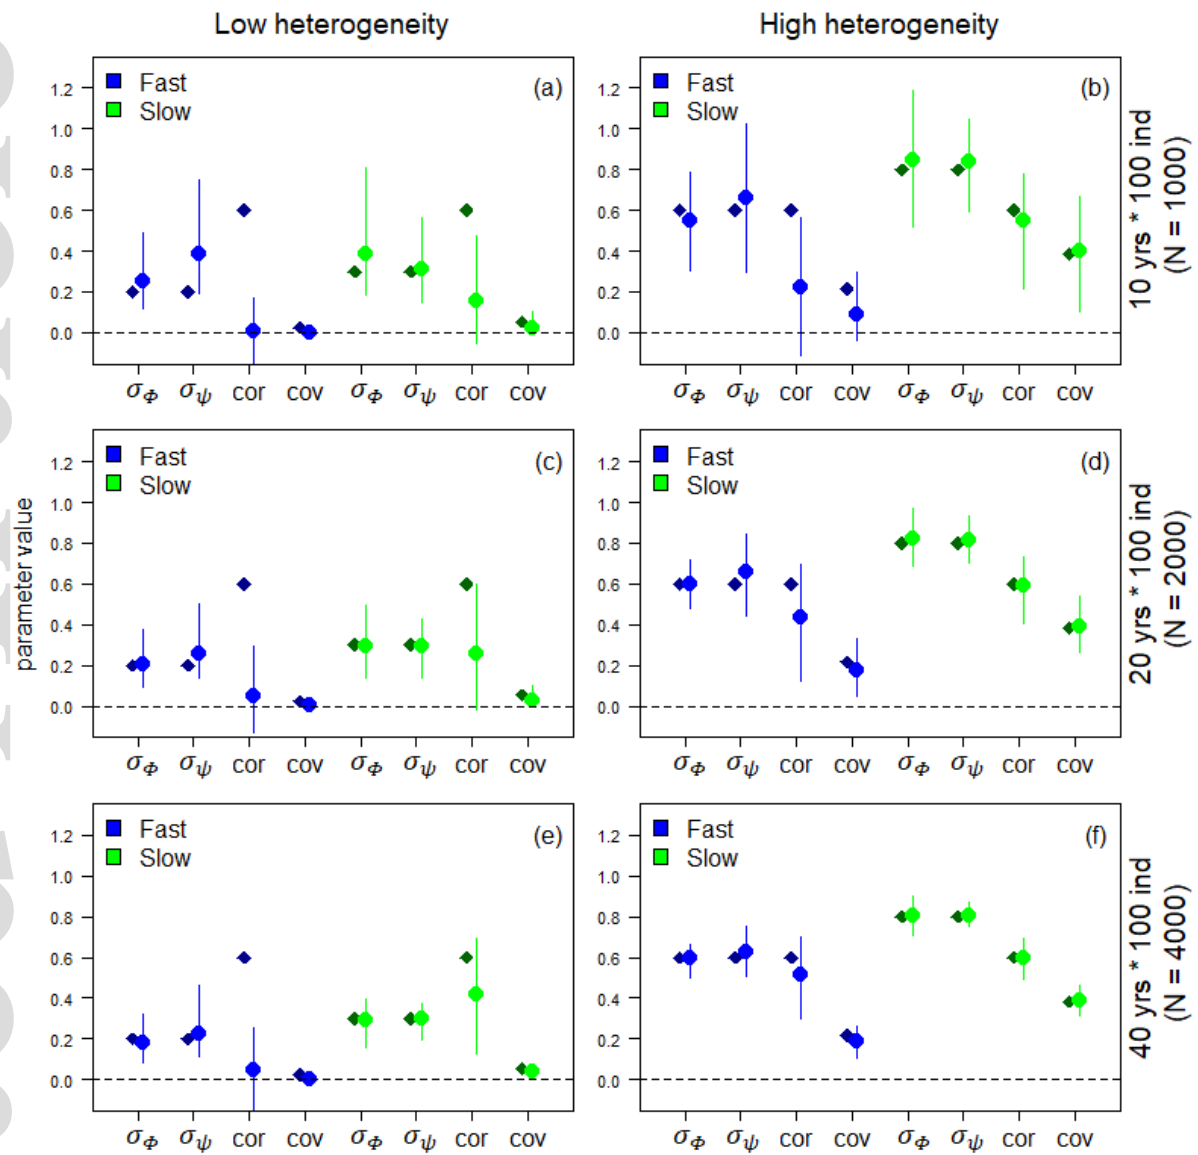 Low heterogeneity
High heterogeneity
Fast
Slow
(a)
1.2
1.0
0.8
0.6
0.4
0.2
0.0
σΦ σψ cor cov σΦ σψ cor cov
Fast
Slow
(b)
1.2
1.0
0.8
0.6
0.4
0.2
0.0
σΦ σψ cor cov σΦ σψ cor cov
10 yrs * 100 ind
(N = 1000)
parameter value
Fast
Slow
(c)
1.2
1.0
0.8
0.6
0.4
0.2
0.0
σΦ σψ cor cov σΦ σψ cor cov
Fast
Slow
(d)
1.2
1.0
0.8
0.6
0.4
0.2
0.0
σΦ σψ cor cov σΦ σψ cor cov
20 yrs * 100 ind
(N = 2000)
Fast
Slow
(e)
1.2
1.0
0.8
0.6
0.4
0.2
0.0
σΦ σψ cor cov σΦ σψ cor cov
Fast
Slow
(f)
1.2
1.0
0.8
0.6
0.4
0.2
0.0
σΦ σψ cor cov σΦ σψ cor cov
40 yrs * 100 ind
(N = 4000)